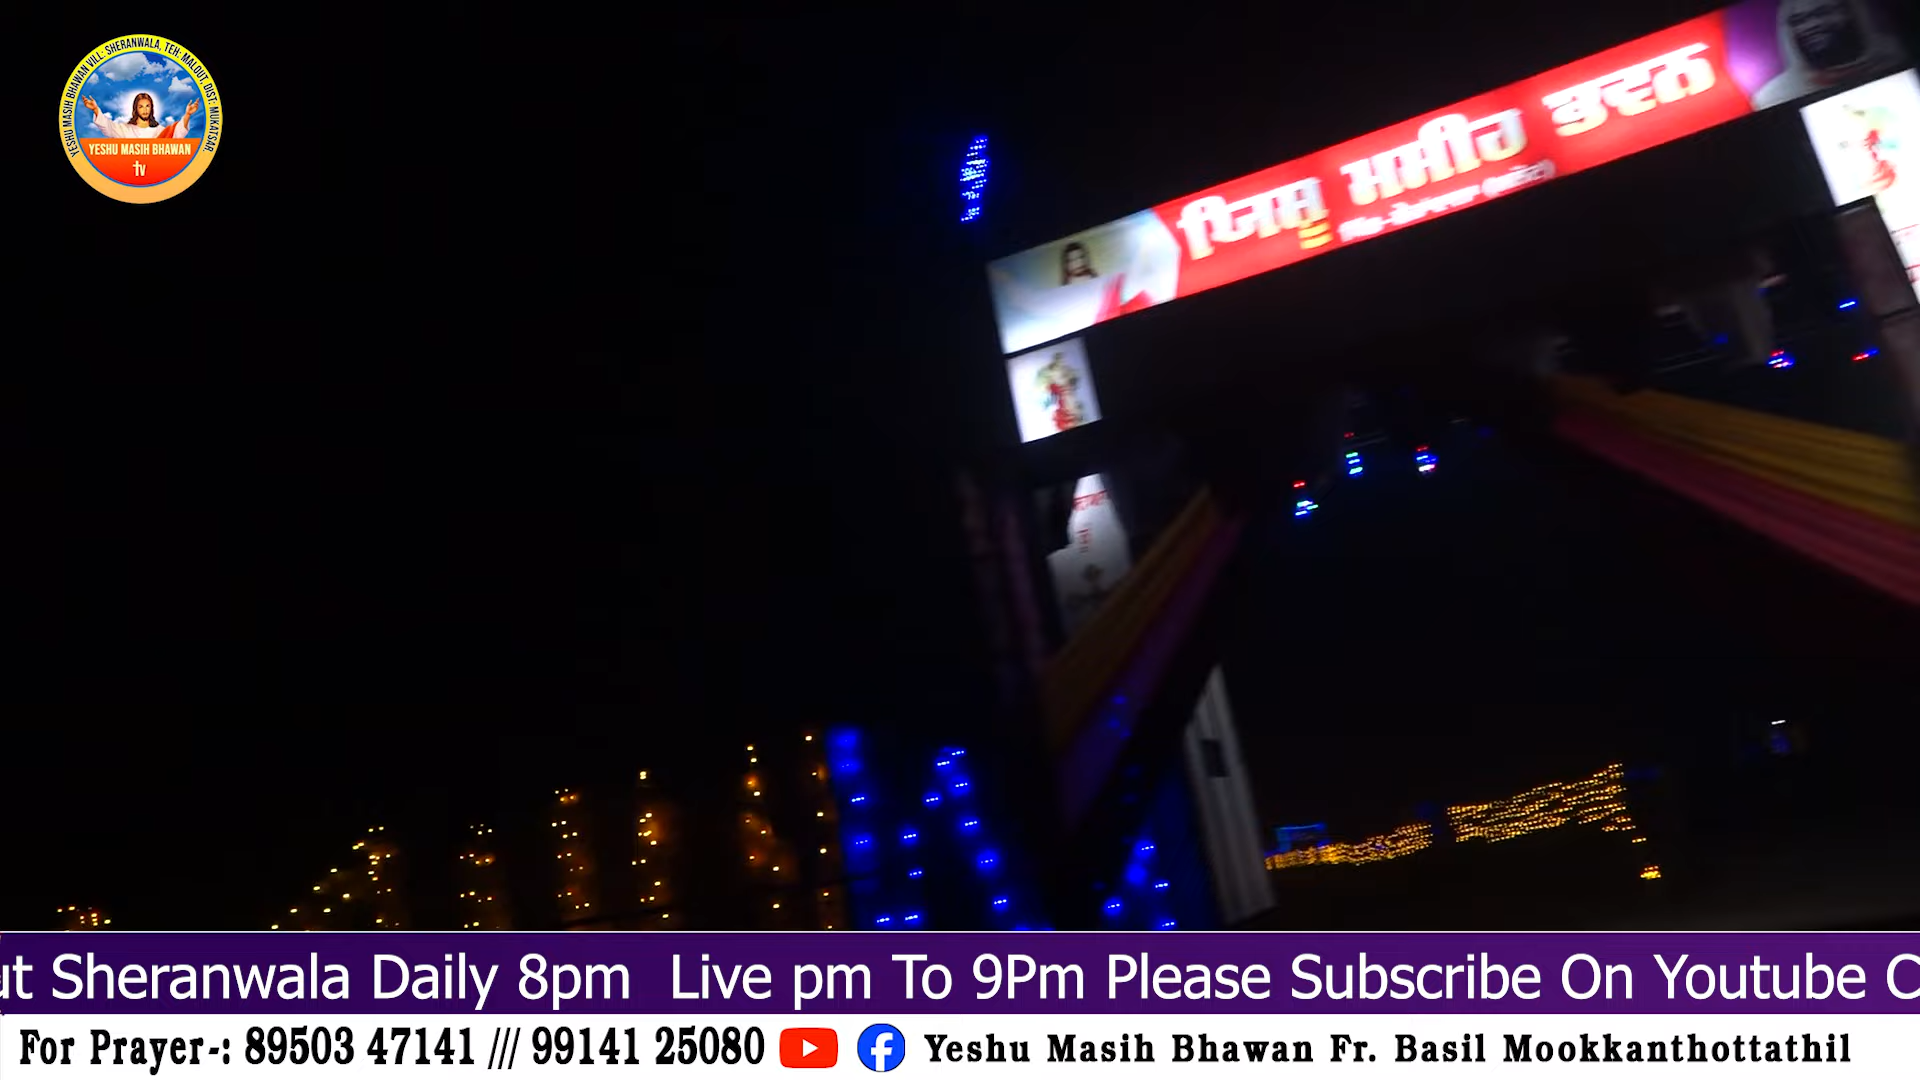 YESHU MASIH BHAWAN VILL: SHERANWALA, TEH: MALOUT, DIST: MUKATSAR.
YESHU MASIH BHAWAN
tv
ਯਿਸੂ ਮਸੀਹ ਭਵਨ
ut Sheranwala Daily 8pm Live pm To 9Pm Please Subscribe On Youtube C
For Prayer-: 89503 47141 /// 99141 25080 Yeshu Masih Bhawan Fr. Basil Mookkanthottathil